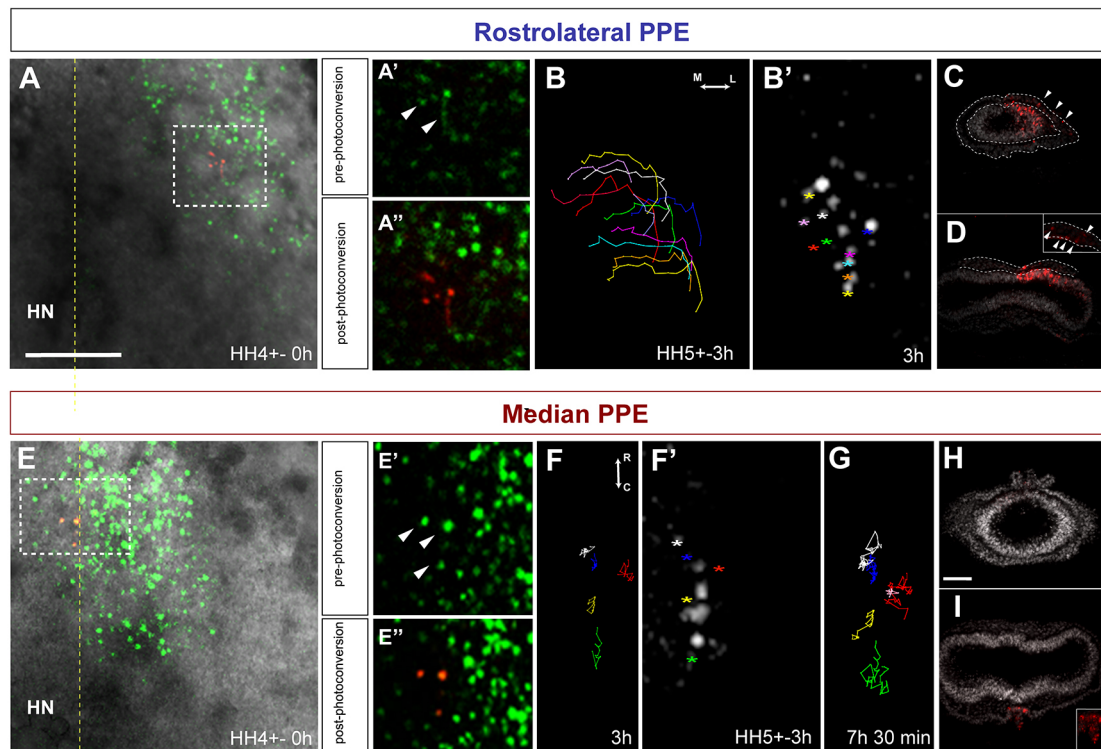 Rostrolateral PPE
A
HN
HH4+- 0h
pre-photoconversion
post-photoconversion
A'
A"
B
M L
HH5+-3h
B'
3h
C
D
Median PPE
E
HN
HH4+- 0h
pre-photoconversion
post-photoconversion
E'
E"
F
R
C
3h
F'
HH5+-3h
G
7h 30 min
H
I